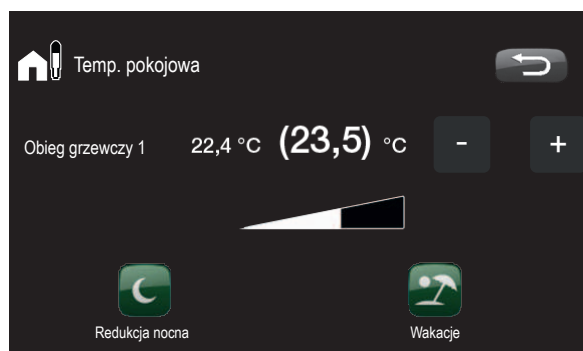 Temp. pokojowa
Obieg grzewczy 1 22,4 °C (23,5) °C - +
Redukcja nocna Wakacje